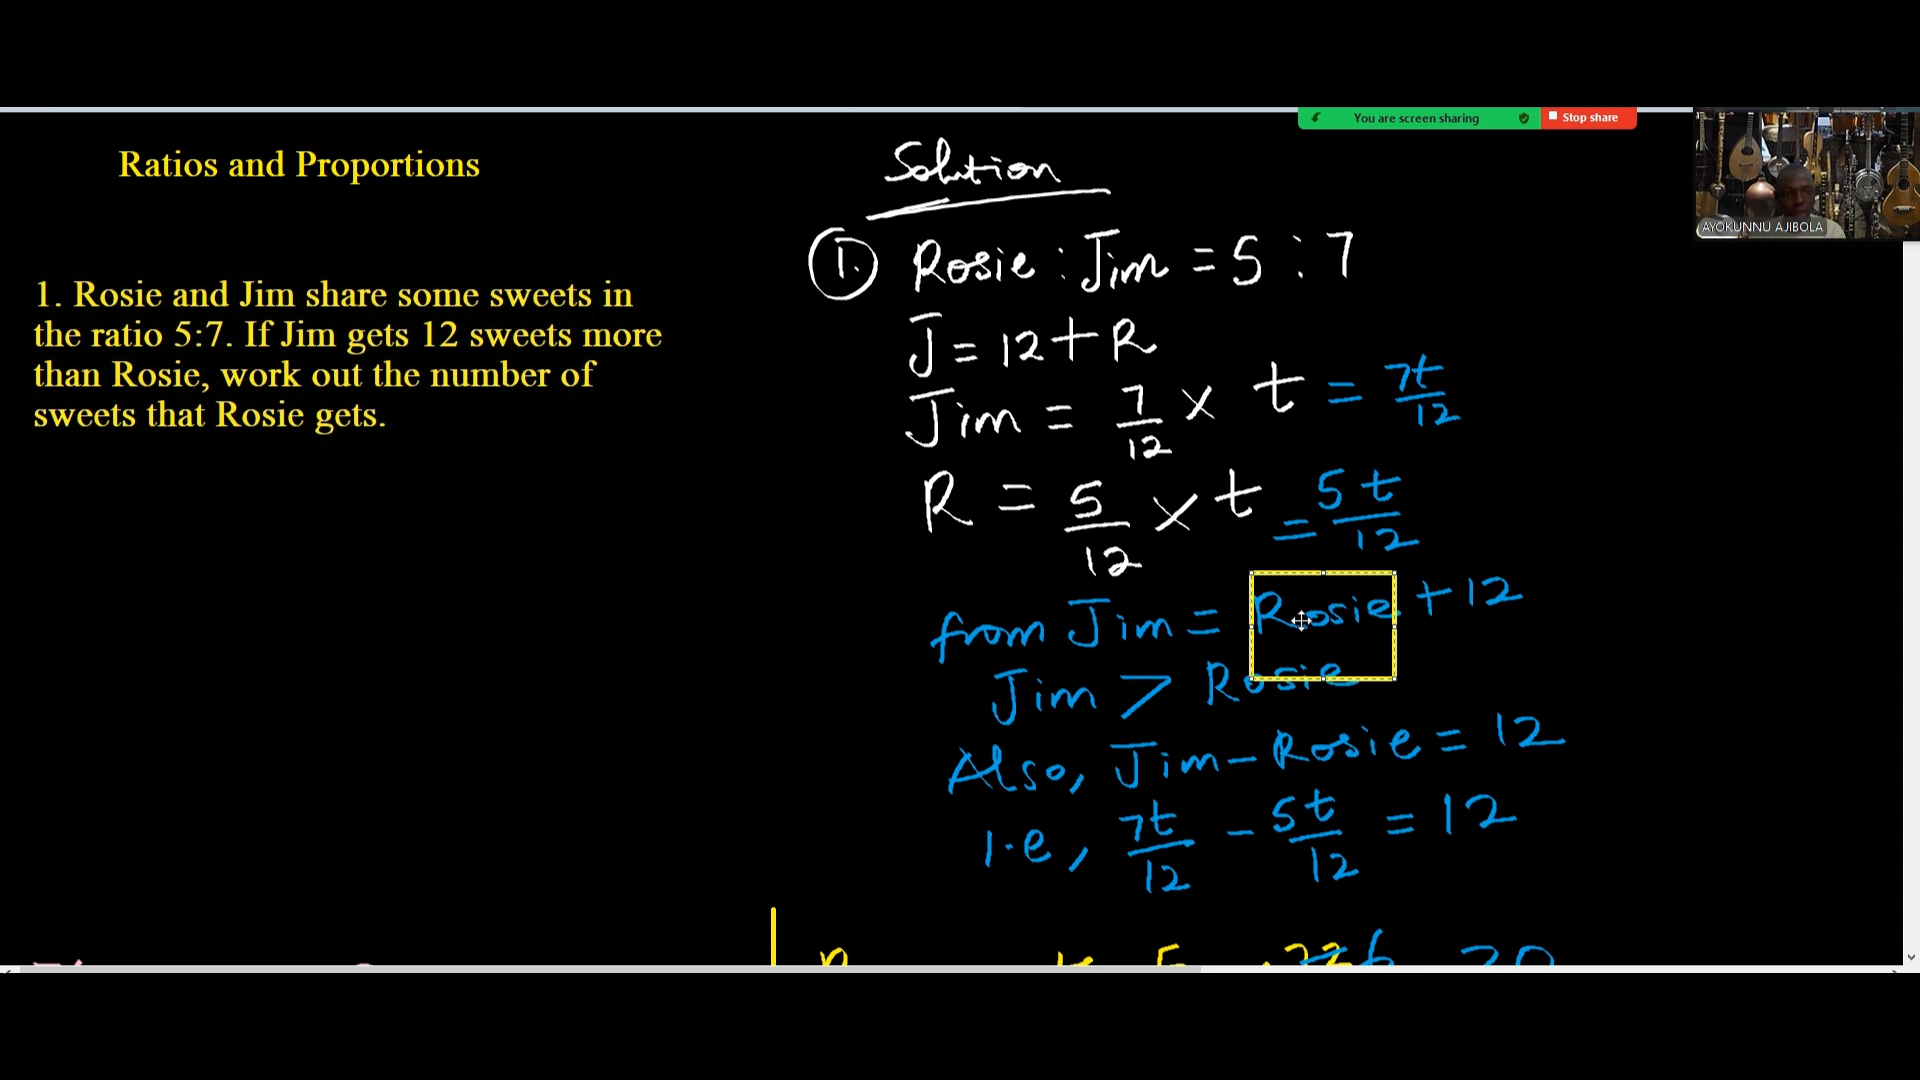 You are screen sharing
Stop share
AYOKUNNU AJIBOLA
Ratios and Proportions
1. Rosie and Jim share some sweets in
the ratio 5:7. If Jim gets 12 sweets more
than Rosie, work out the number of
sweets that Rosie gets.
Solution
1. Rosie : Jim = 5 : 7
J = 12 + R
Jim = 7/12 × t = 7t/12
R = 5/12 × t = 5t/12
from Jim = Rosie + 12
Jim > Rosie
Also, Jim - Rosie = 12
1.e, 7t/12 - 5t/12 = 12